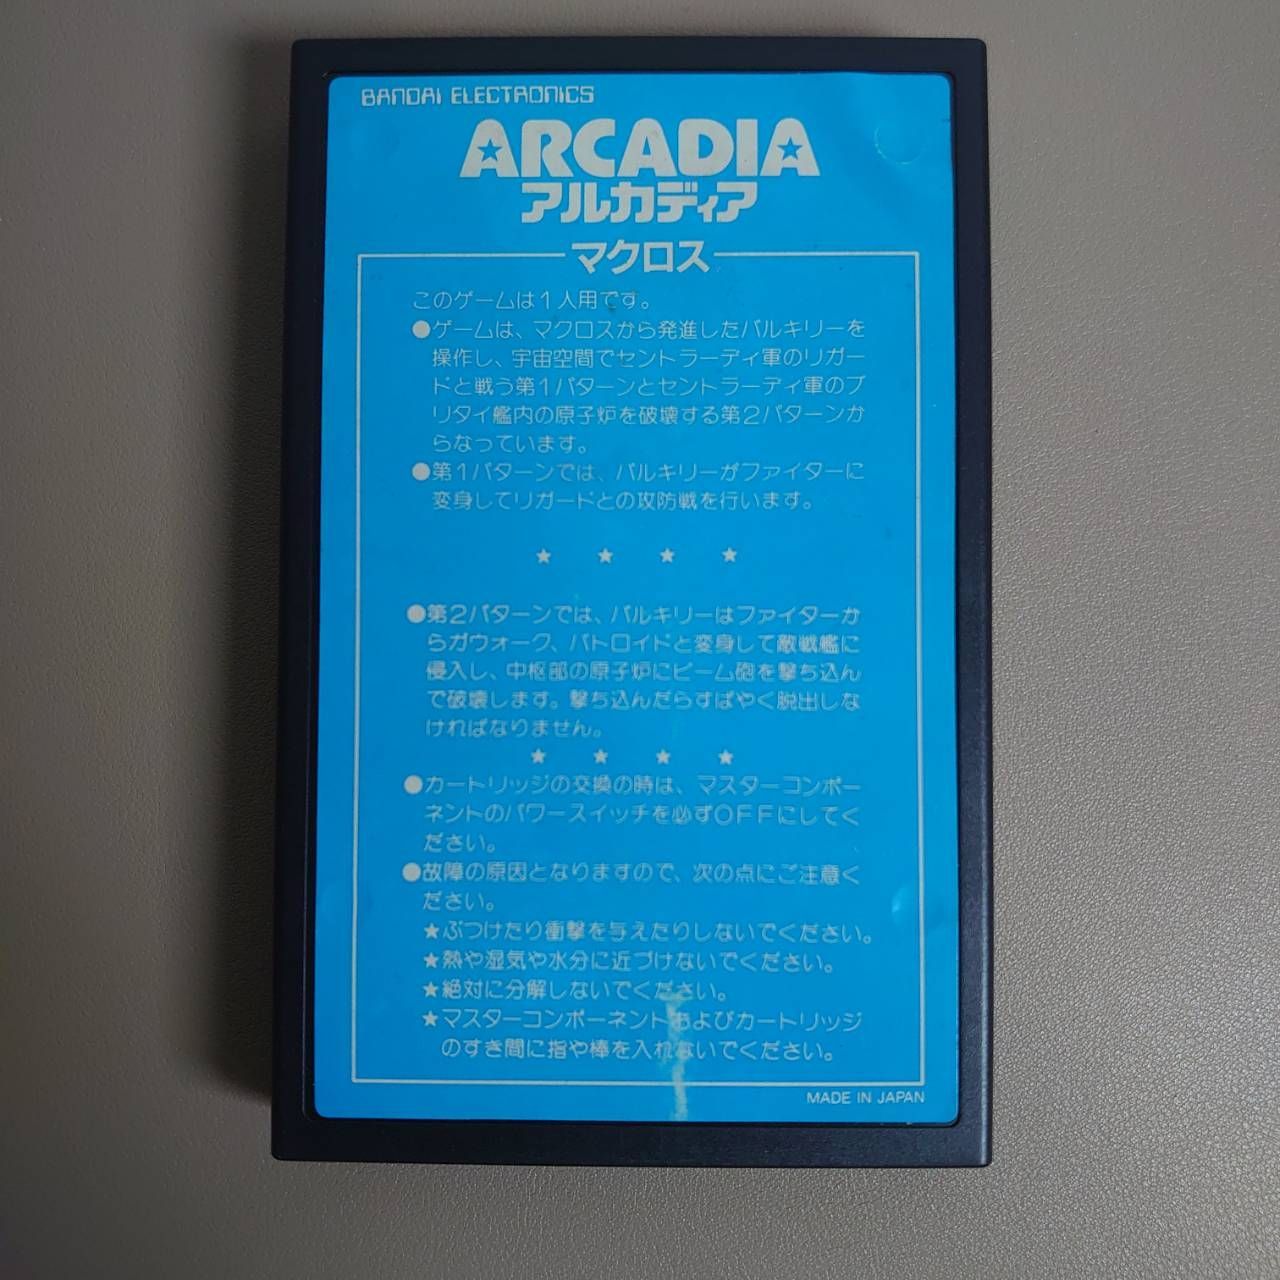 BANDAI ELECTRONICS
ARCADIA
アルカディア
マクロス
このゲームは1人用です。
●ゲームは、マクロスから発進したバルキリーを
操作し、宇宙空間でセントラーディ軍のリガー
ドと戦う第1パターンとセントラーディ軍のブ
リタイ艦内の原子炉を破壊する第2パターンか
らなっています。
●第1パターンでは、バルキリーがファイターに
変身してリガードとの攻防戦を行います。
★ ★ ★ ★
●第2パターンでは、バルキリーはファイターか
らガウォーク、バトロイドと変身して敵戦艦に
侵入し、中枢部の原子炉にビーム砲を撃ち込ん
で破壊します。撃ち込んだらすばやく脱出しな
ければなりません。
★ ★ ★ ★
●カートリッジの交換の時は、マスターコンポー
ネントのパワースイッチを必ずOFFにしてく
ださい。
●故障の原因となりますので、次の点にご注意く
ださい。
★ぶつけたり衝撃を与えたりしないでください。
★熱や湿気や水分に近づけないでください。
★絶対に分解しないでください。
★マスターコンポーネントおよびカートリッジ
のすき間に指や棒を入れないでください。
MADE IN JAPAN